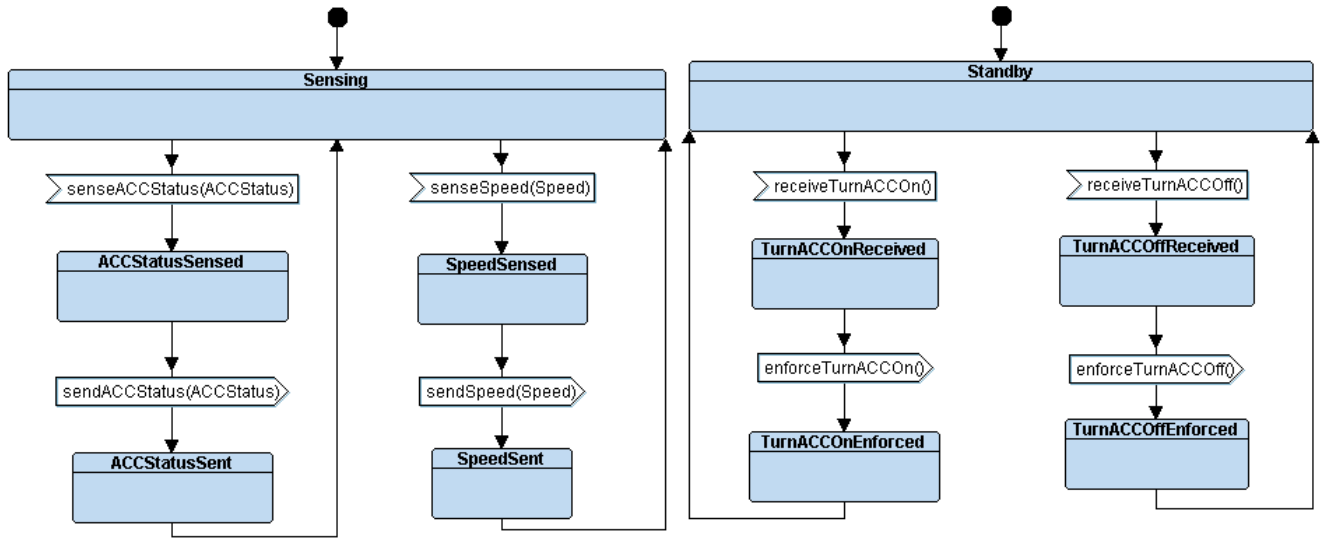 Sensing
senseACCStatus(ACCStatus)
senseSpeed(Speed)
ACCStatusSensed
SpeedSensed
sendACCStatus(ACCStatus)
sendSpeed(Speed)
ACCStatusSent
SpeedSent
Standby
receiveTurnACCOn()
receiveTurnACCOff()
TurnACCOnReceived
TurnACCOffReceived
enforceTurnACCOn()
enforceTurnACCOff()
TurnACCOnEnforced
TurnACCOffEnforced